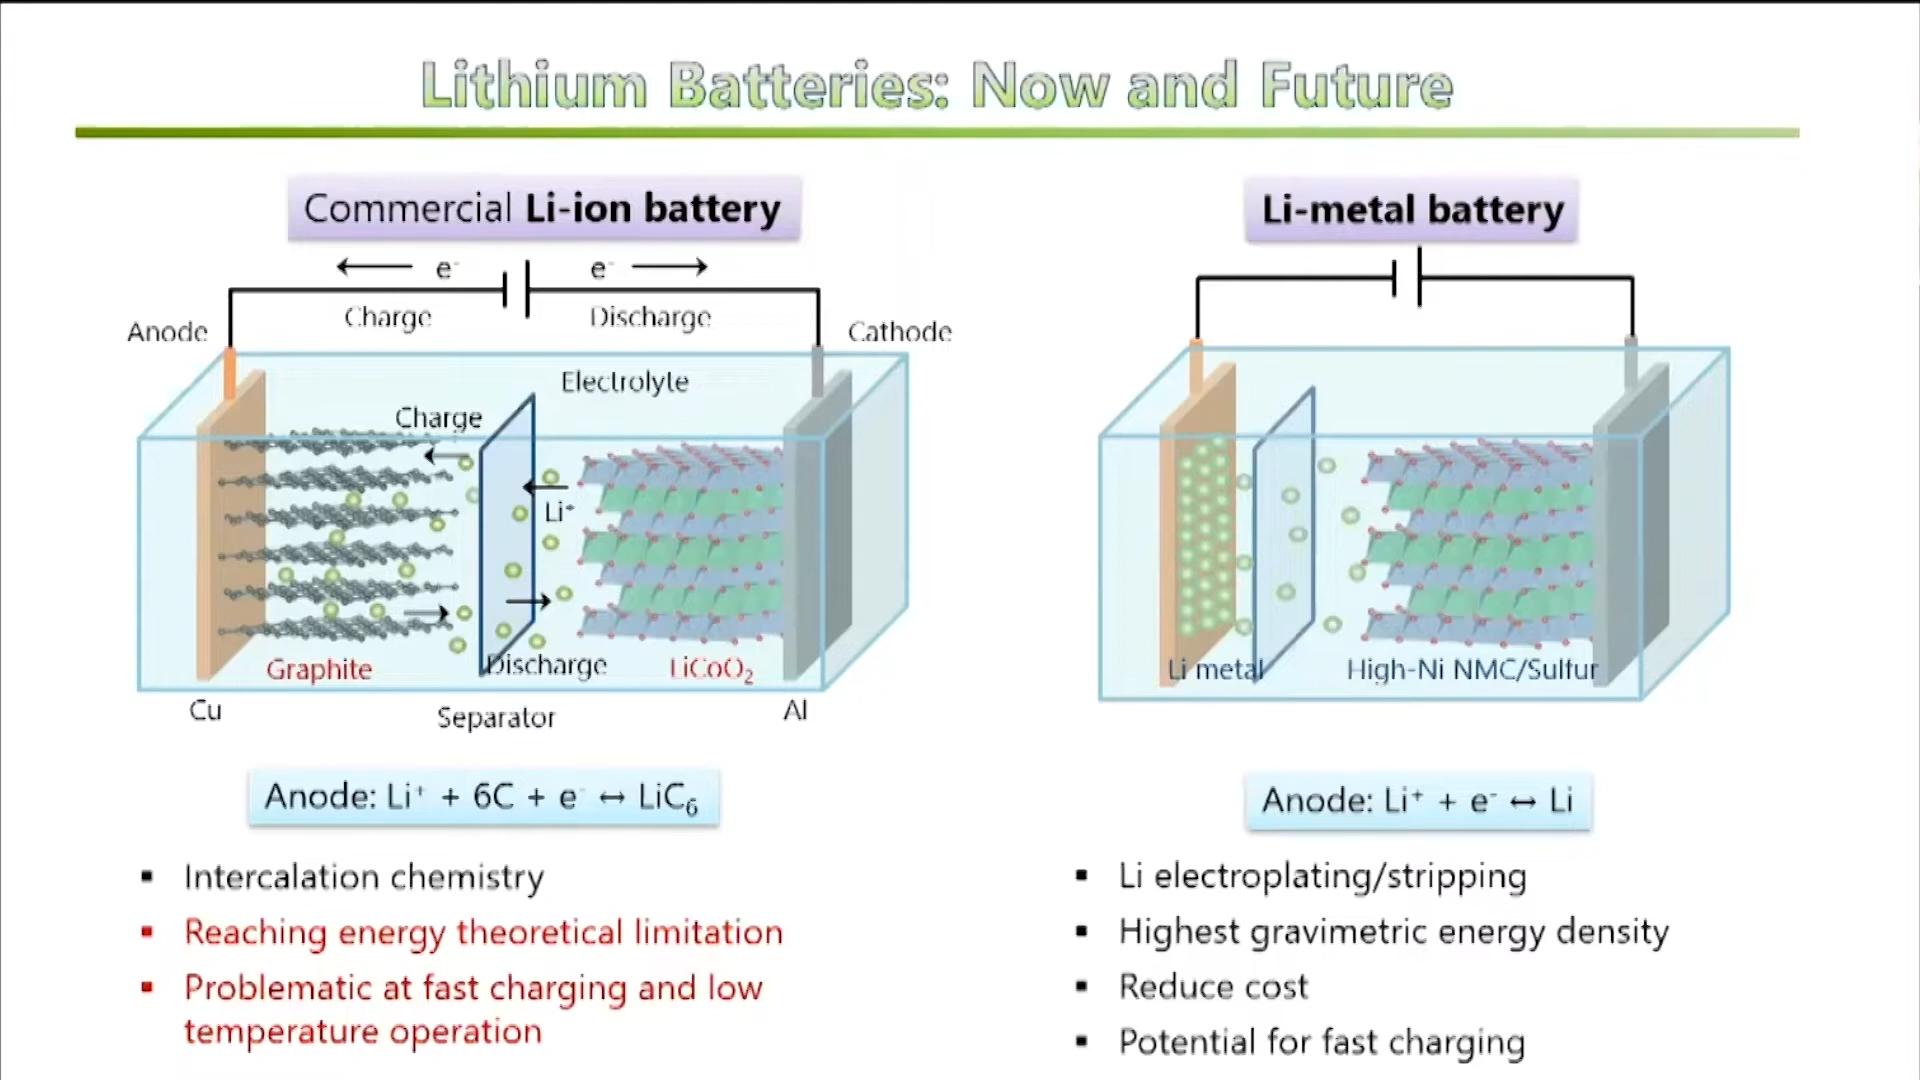 Lithium Batteries: Now and Future
Commercial Li-ion battery
e⁻ e⁻
Charge Discharge
Anode
Cathode
Electrolyte
Charge
Li⁺
Graphite
Discharge
LiCoO₂
Cu
Separator
Al
Anode: Li⁺ + 6C + e⁻ ↔ LiC₆
▪ Intercalation chemistry
▪ Reaching energy theoretical limitation
▪ Problematic at fast charging and low
temperature operation
Li-metal battery
Li metal
High-Ni NMC/Sulfur
Anode: Li⁺ + e⁻ ↔ Li
▪ Li electroplating/stripping
▪ Highest gravimetric energy density
▪ Reduce cost
▪ Potential for fast charging